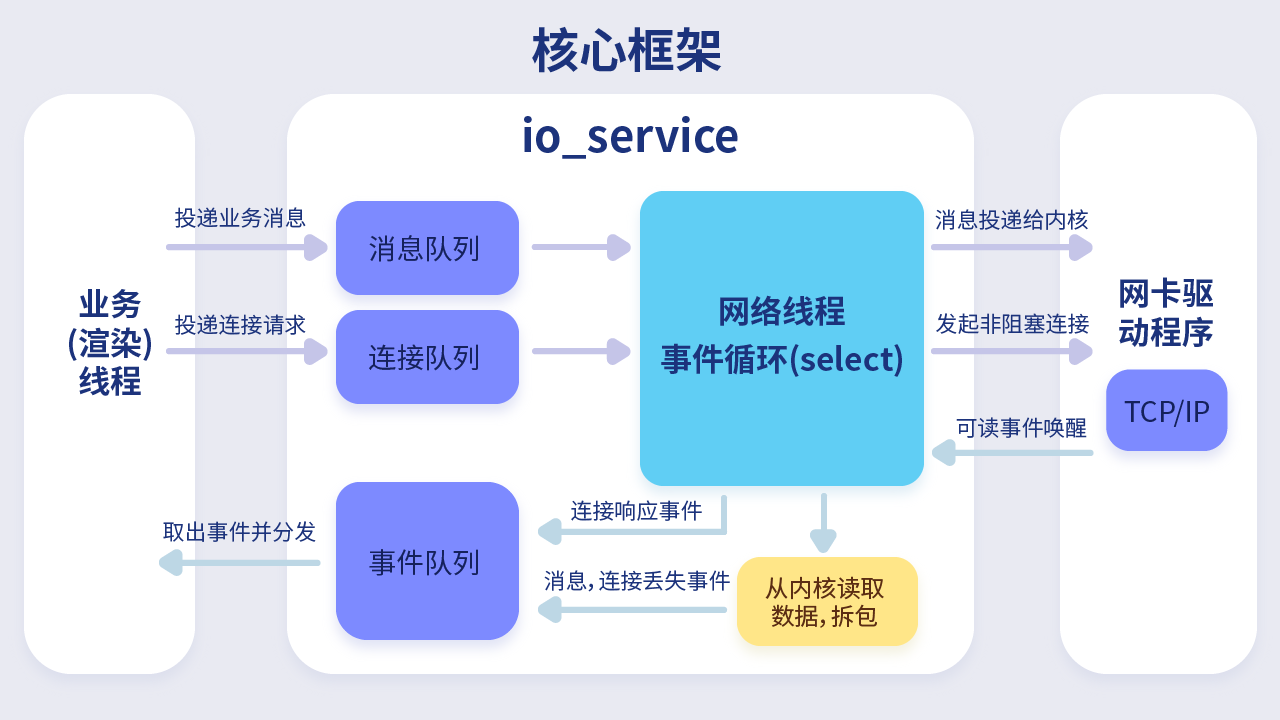 核心框架
io_service
投递业务消息
消息队列
消息投递给内核
业务
(渲染)
线程
投递连接请求
连接队列
网络线程
事件循环(select)
发起非阻塞连接
网卡驱
动程序
TCP/IP
可读事件唤醒
取出事件并分发
事件队列
连接响应事件
消息，连接丢失事件
从内核读取
数据，拆包